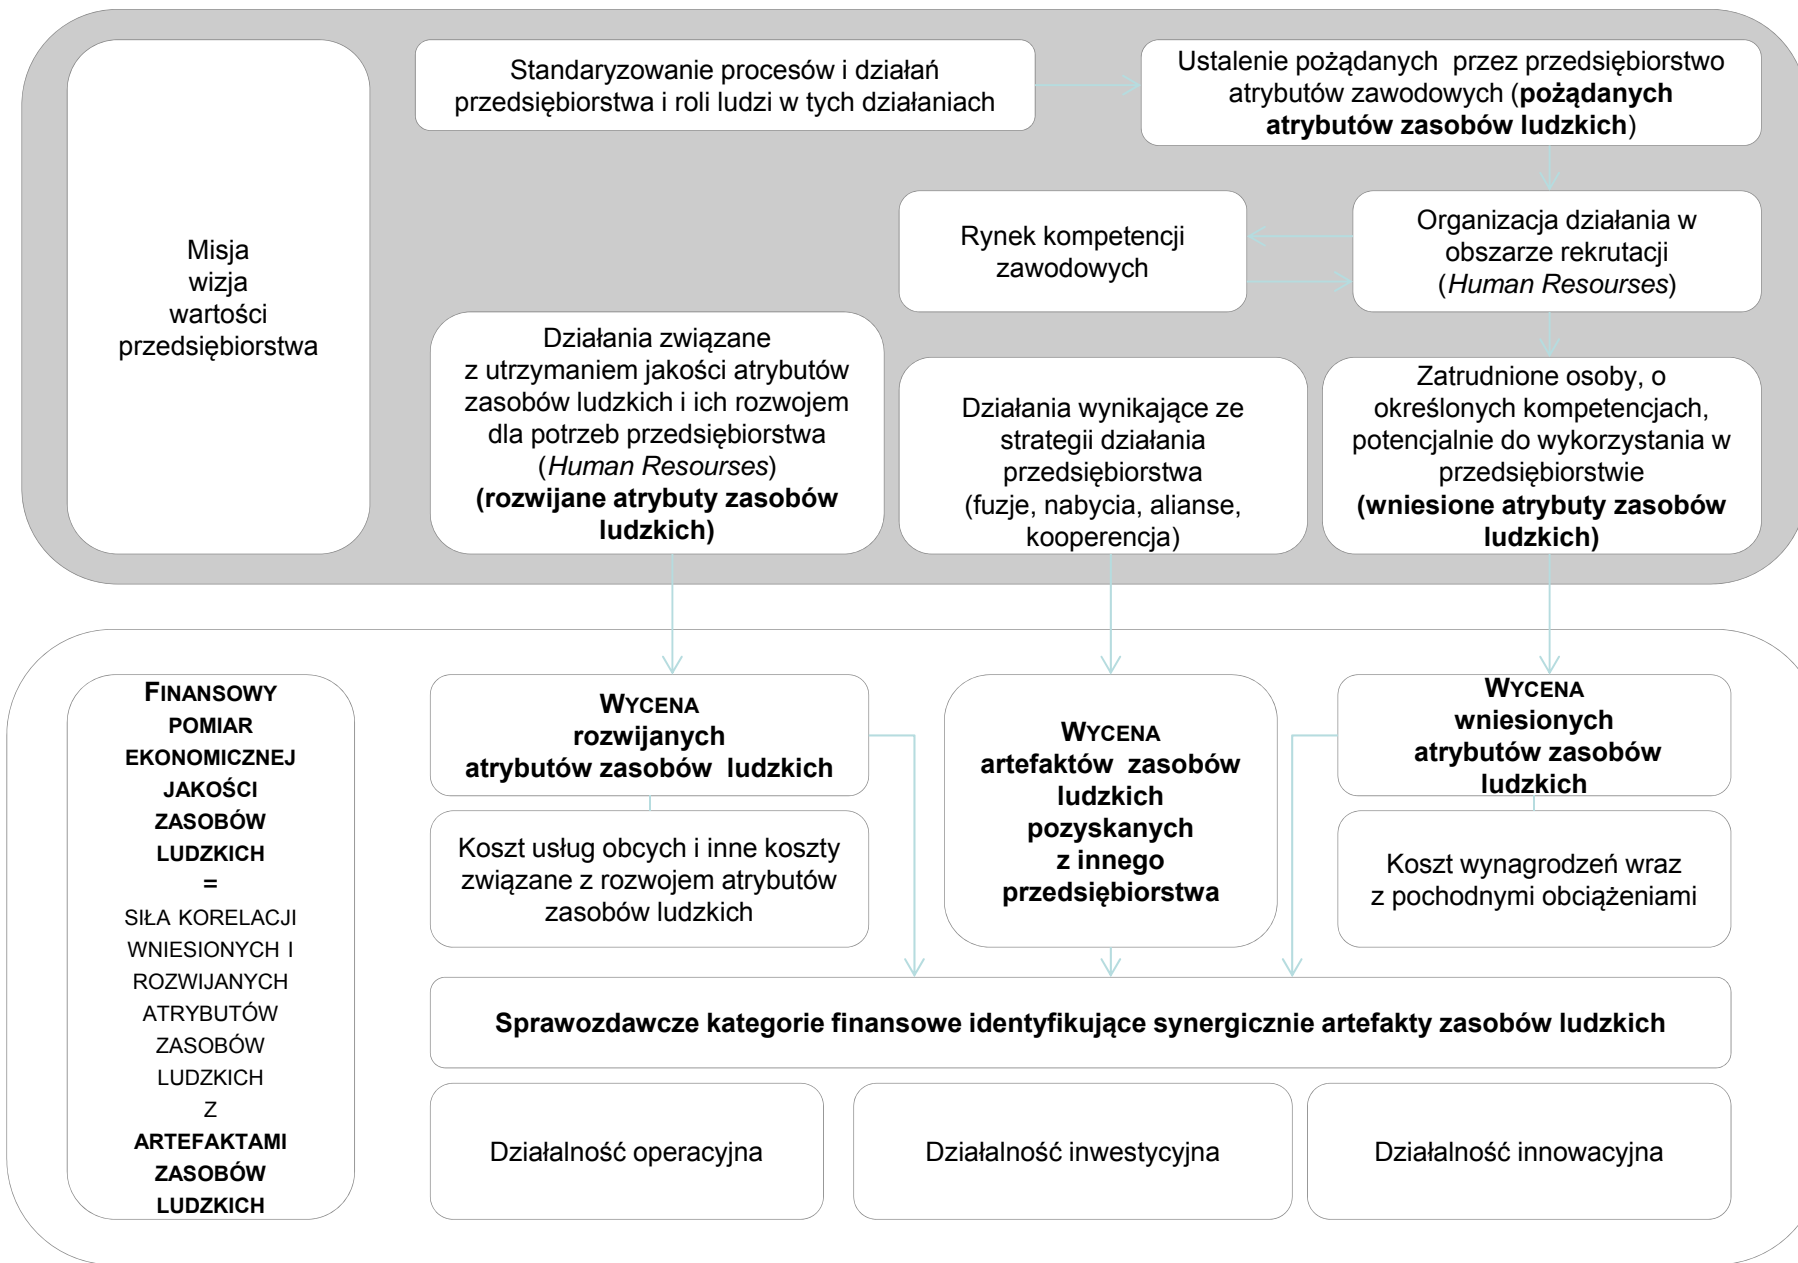 Misja
wizja
wartości
przedsiębiorstwa
Standaryzowanie procesów i działań
przedsiębiorstwa i roli ludzi w tych działaniach
Ustalenie pożądanych przez przedsiębiorstwo
atrybutów zawodowych (pożądanych
atrybutów zasobów ludzkich)
Rynek kompetencji
zawodowych
Organizacja działania w
obszarze rekrutacji
(Human Resourses)
Działania związane
z utrzymaniem jakości atrybutów
zasobów ludzkich i ich rozwojem
dla potrzeb przedsiębiorstwa
(Human Resourses)
(rozwijane atrybuty zasobów
ludzkich)
Działania wynikające ze
strategii działania
przedsiębiorstwa
(fuzje, nabycia, alianse,
kooperencja)
Zatrudnione osoby, o
określonych kompetencjach,
potencjalnie do wykorzystania w
przedsiębiorstwie
(wniesione atrybuty zasobów
ludzkich)
FINANSOWY
POMIAR
EKONOMICZNEJ
JAKOŚCI
ZASOBÓW
LUDZKICH
=
SIŁA KORELACJI
WNIESIONYCH I
ROZWIJANYCH
ATRYBUTÓW
ZASOBÓW
LUDZKICH
Z
ARTEFAKTAMI
ZASOBÓW
LUDZKICH
WYCENA
rozwijanych
atrybutów zasobów ludzkich
Koszt usług obcych i inne koszty
związane z rozwojem atrybutów
zasobów ludzkich
WYCENA
artefaktów zasobów
ludzkich
pozyskanych
z innego
przedsiębiorstwa
WYCENA
wniesionych
atrybutów zasobów
ludzkich
Koszt wynagrodzeń wraz
z pochodnymi obciążeniami
Sprawozdawcze kategorie finansowe identyfikujące synergicznie artefakty zasobów ludzkich
Działalność operacyjna
Działalność inwestycyjna
Działalność innowacyjna